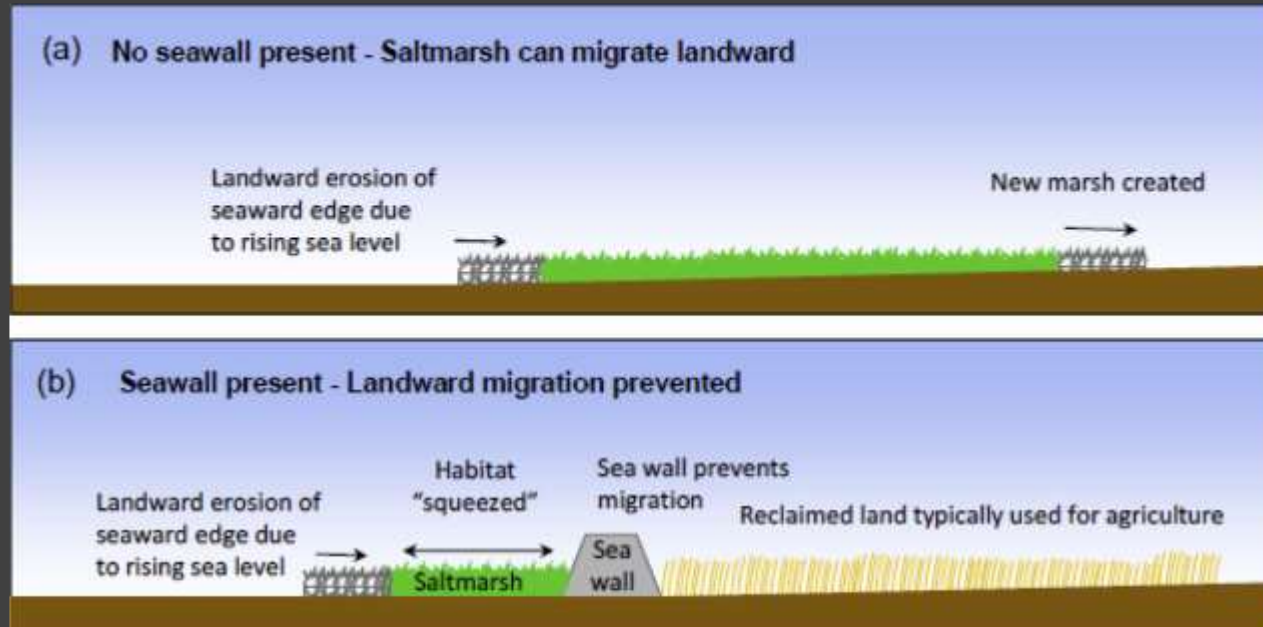 (a) No seawall present - Saltmarsh can migrate landward
Landward erosion of
seaward edge due
to rising sea level
New marsh created
(b) Seawall present - Landward migration prevented
Landward erosion of
seaward edge due
to rising sea level
Habitat
"squeezed"
Saltmarsh
Sea wall prevents
migration
Sea
wall
Reclaimed land typically used for agriculture